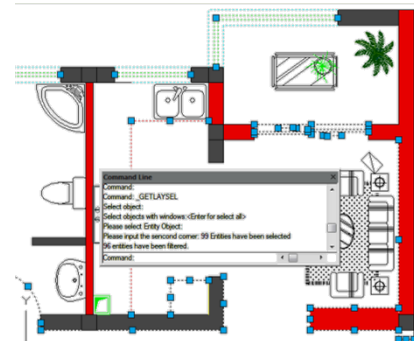 Command Line
Command:
Command: _GETLAYSEL
Select object:
Select objects with windows:<Enter for select all>
Please select Entity Object:
Please input the sencond corner: 99 Entities have been selected
96 entities have been filtered.
Command:
Y